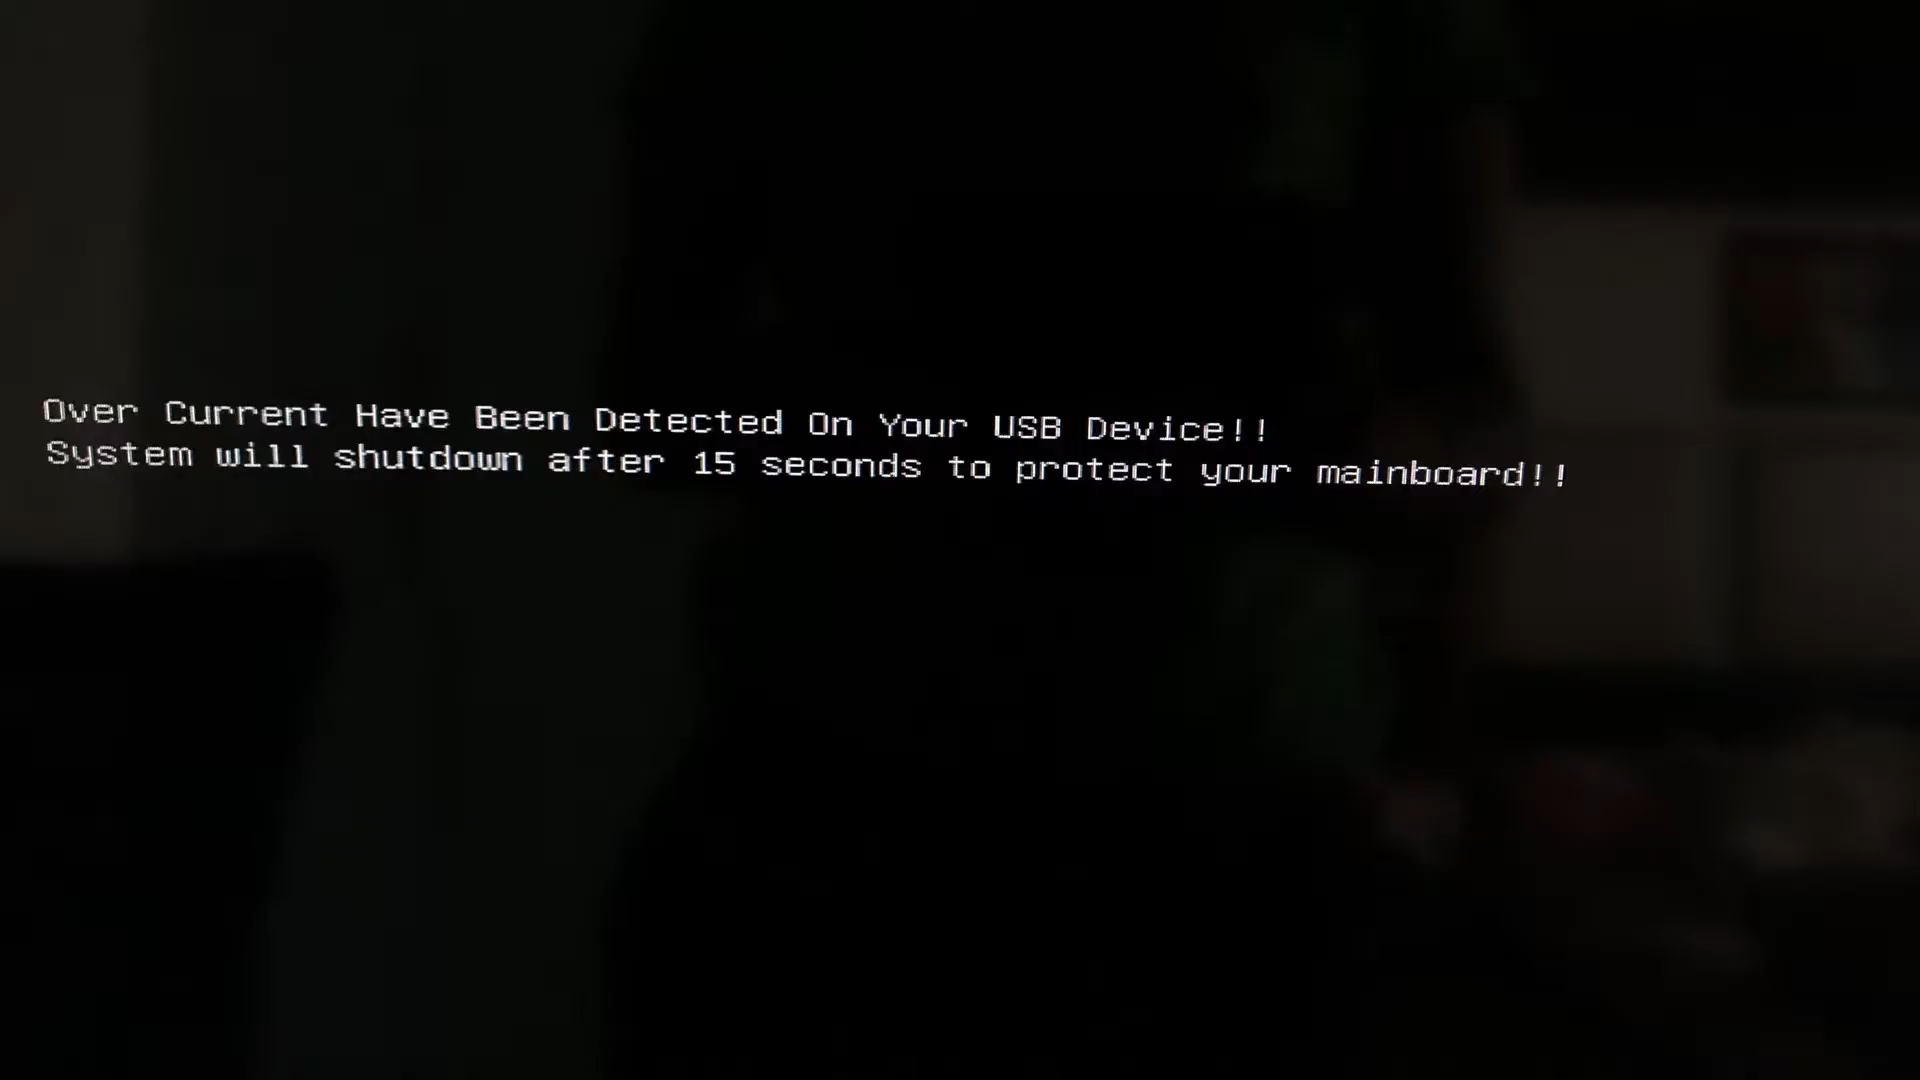 Over Current Have Been Detected On Your USB Device!!
System will shutdown after 15 seconds to protect your mainboard!!